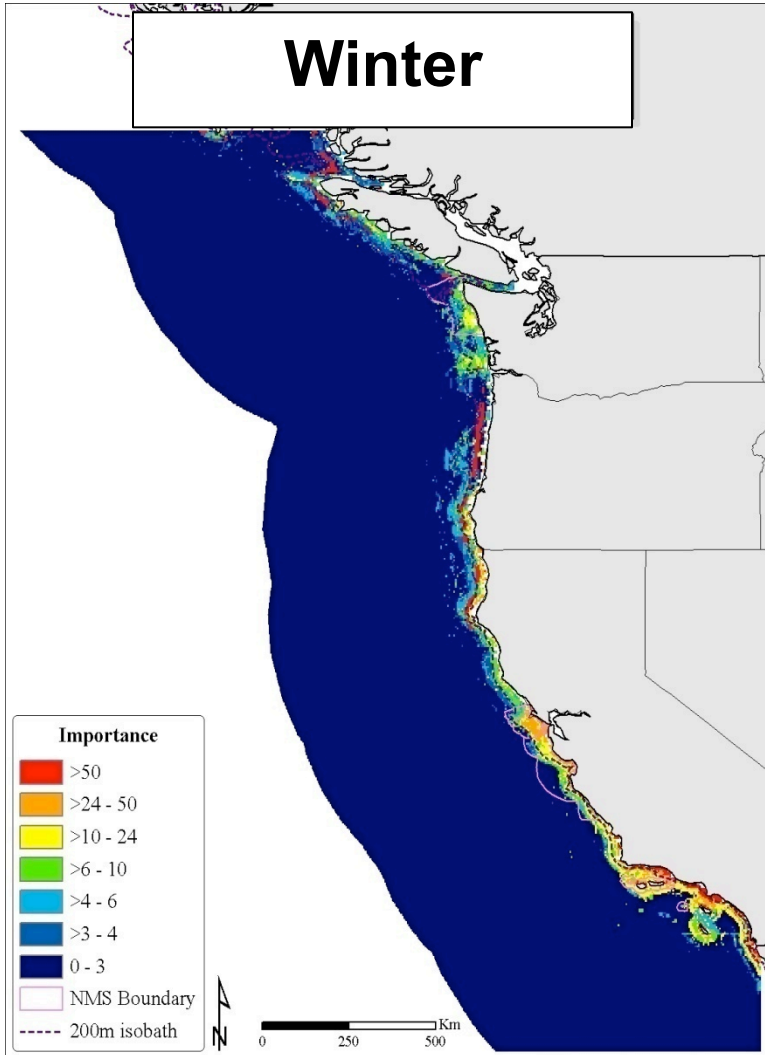 Winter
Importance
>50
>24 - 50
>10 - 24
>6 - 10
>4 - 6
>3 - 4
0 - 3
NMS Boundary
200m isobath
N
Km
0 250 500